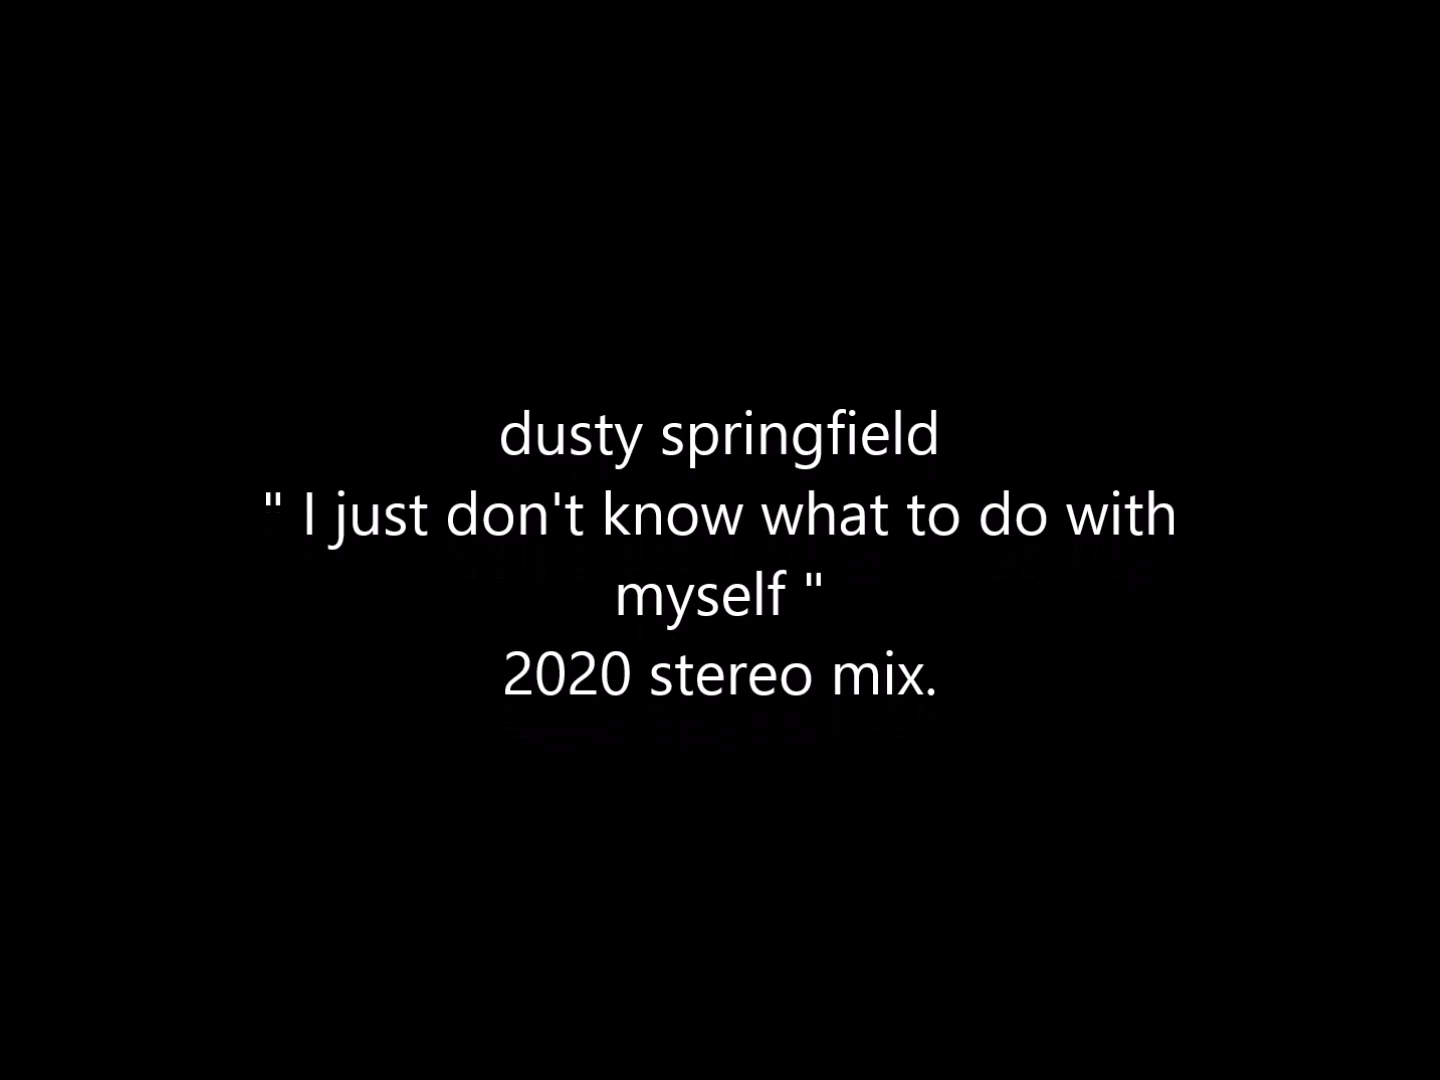 dusty springfield
" I just don't know what to do with
myself "
2020 stereo mix.